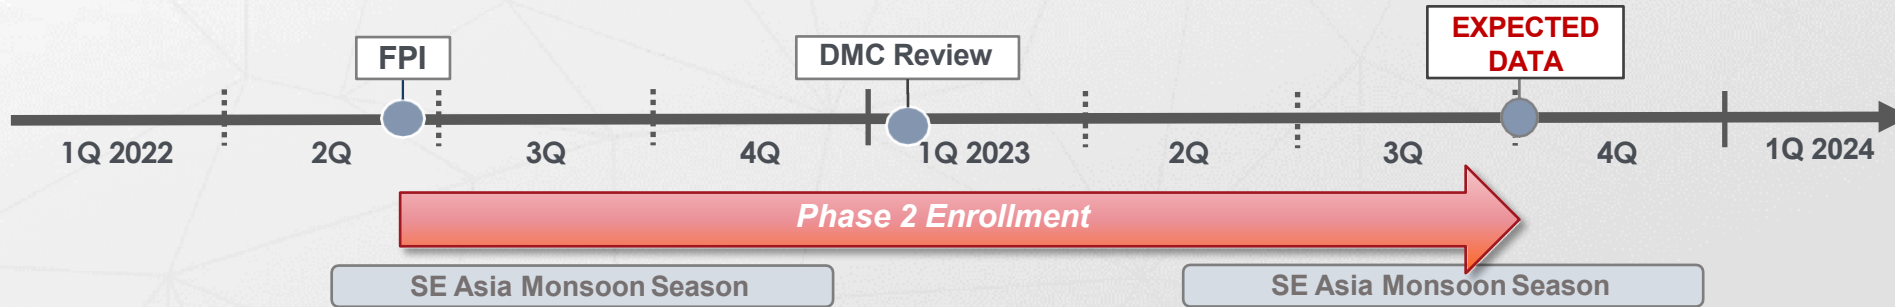 FPI
DMC Review
EXPECTED
DATA
1Q 2022
2Q
3Q
4Q
1Q 2023
2Q
3Q
4Q
1Q 2024
Phase 2 Enrollment
SE Asia Monsoon Season
SE Asia Monsoon Season